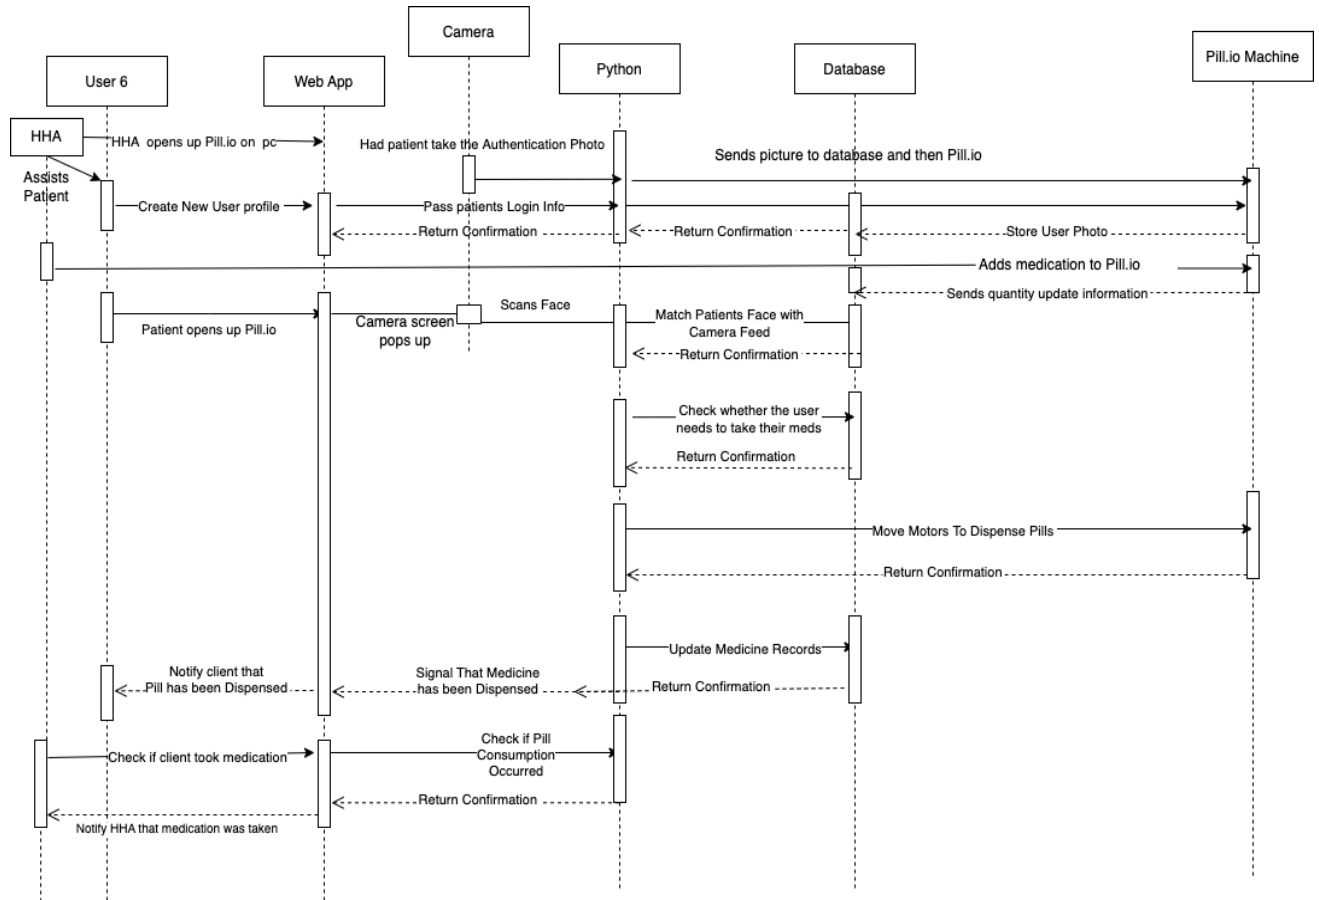 Camera
Pill.io Machine
Python
Database
User 6
Web App
HHA
HHA opens up Pill.io on pc
Had patient take the Authentication Photo
Sends picture to database and then Pill.io
Assists
Patient
Create New User profile
Pass patients Login Info
Return Confirmation
Return Confirmation
Store User Photo
Adds medication to Pill.io
Sends quantity update information
Scans Face
Patient opens up Pill.io
Camera screen
pops up
Match Patients Face with
Camera Feed
Return Confirmation
Check whether the user
needs to take their meds
Return Confirmation
Move Motors To Dispense Pills
Return Confirmation
Update Medicine Records
Notify client that
Pill has been Dispensed
Signal That Medicine
has been Dispensed
Return Confirmation
Check if client took medication
Check if Pill
Consumption
Occurred
Return Confirmation
Notify HHA that medication was taken